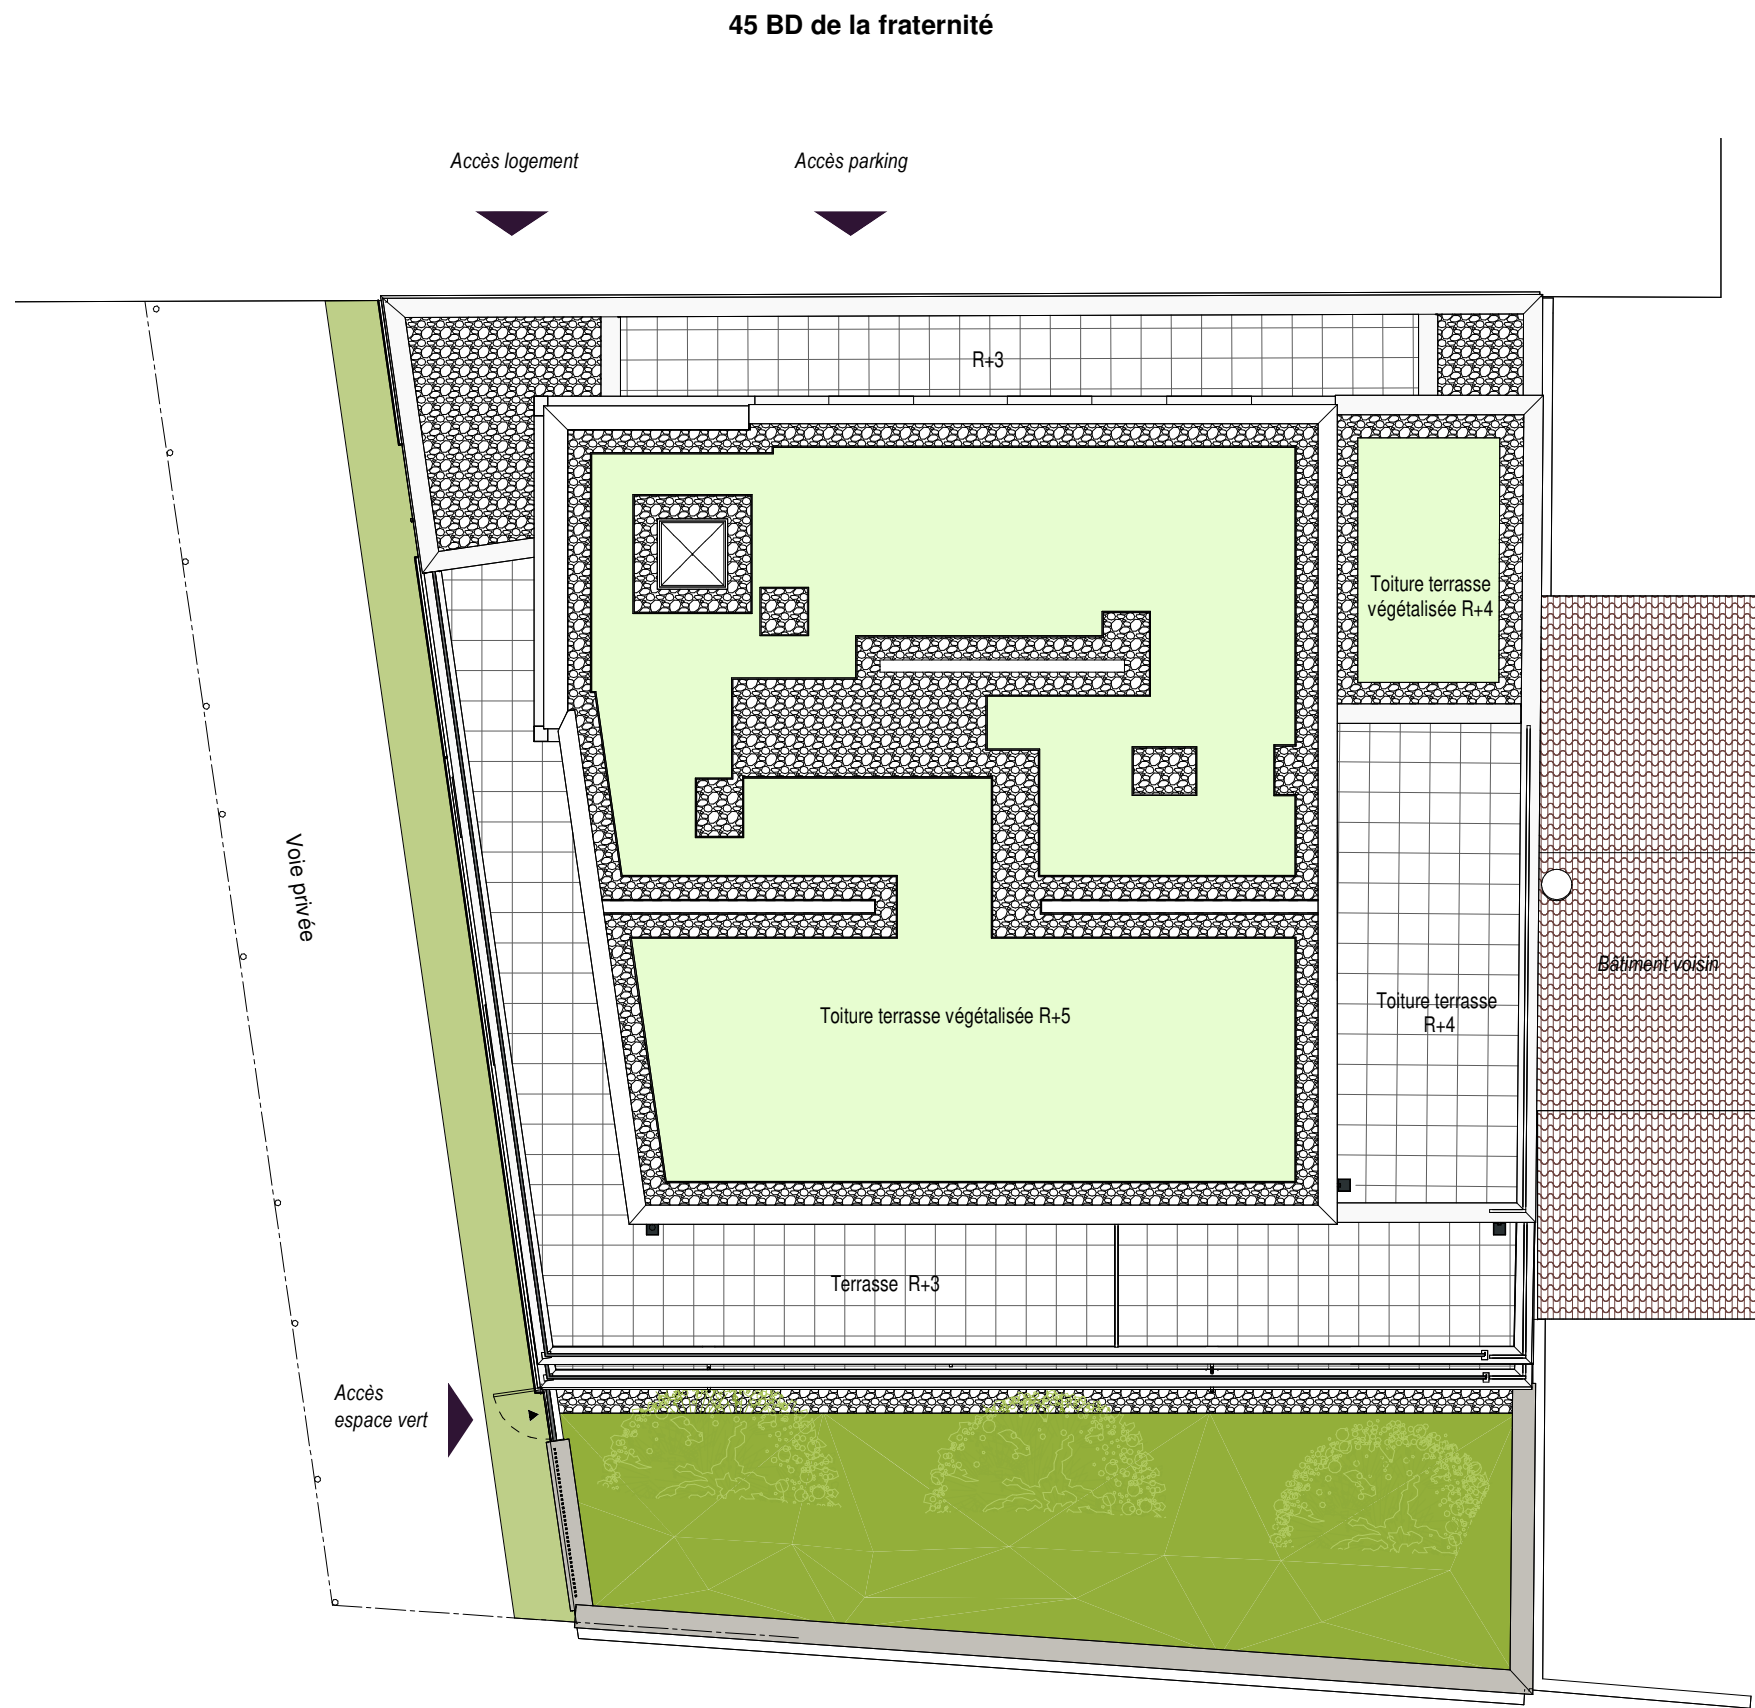 45 BD de la fraternité
Accès logement
Accès parking
R+3
Toiture terrasse
végétalisée R+4
Voie privée
Bâtiment voisin
Toiture terrasse
R+4
Toiture terrasse végétalisée R+5
Terrasse R+3
Accès
espace vert